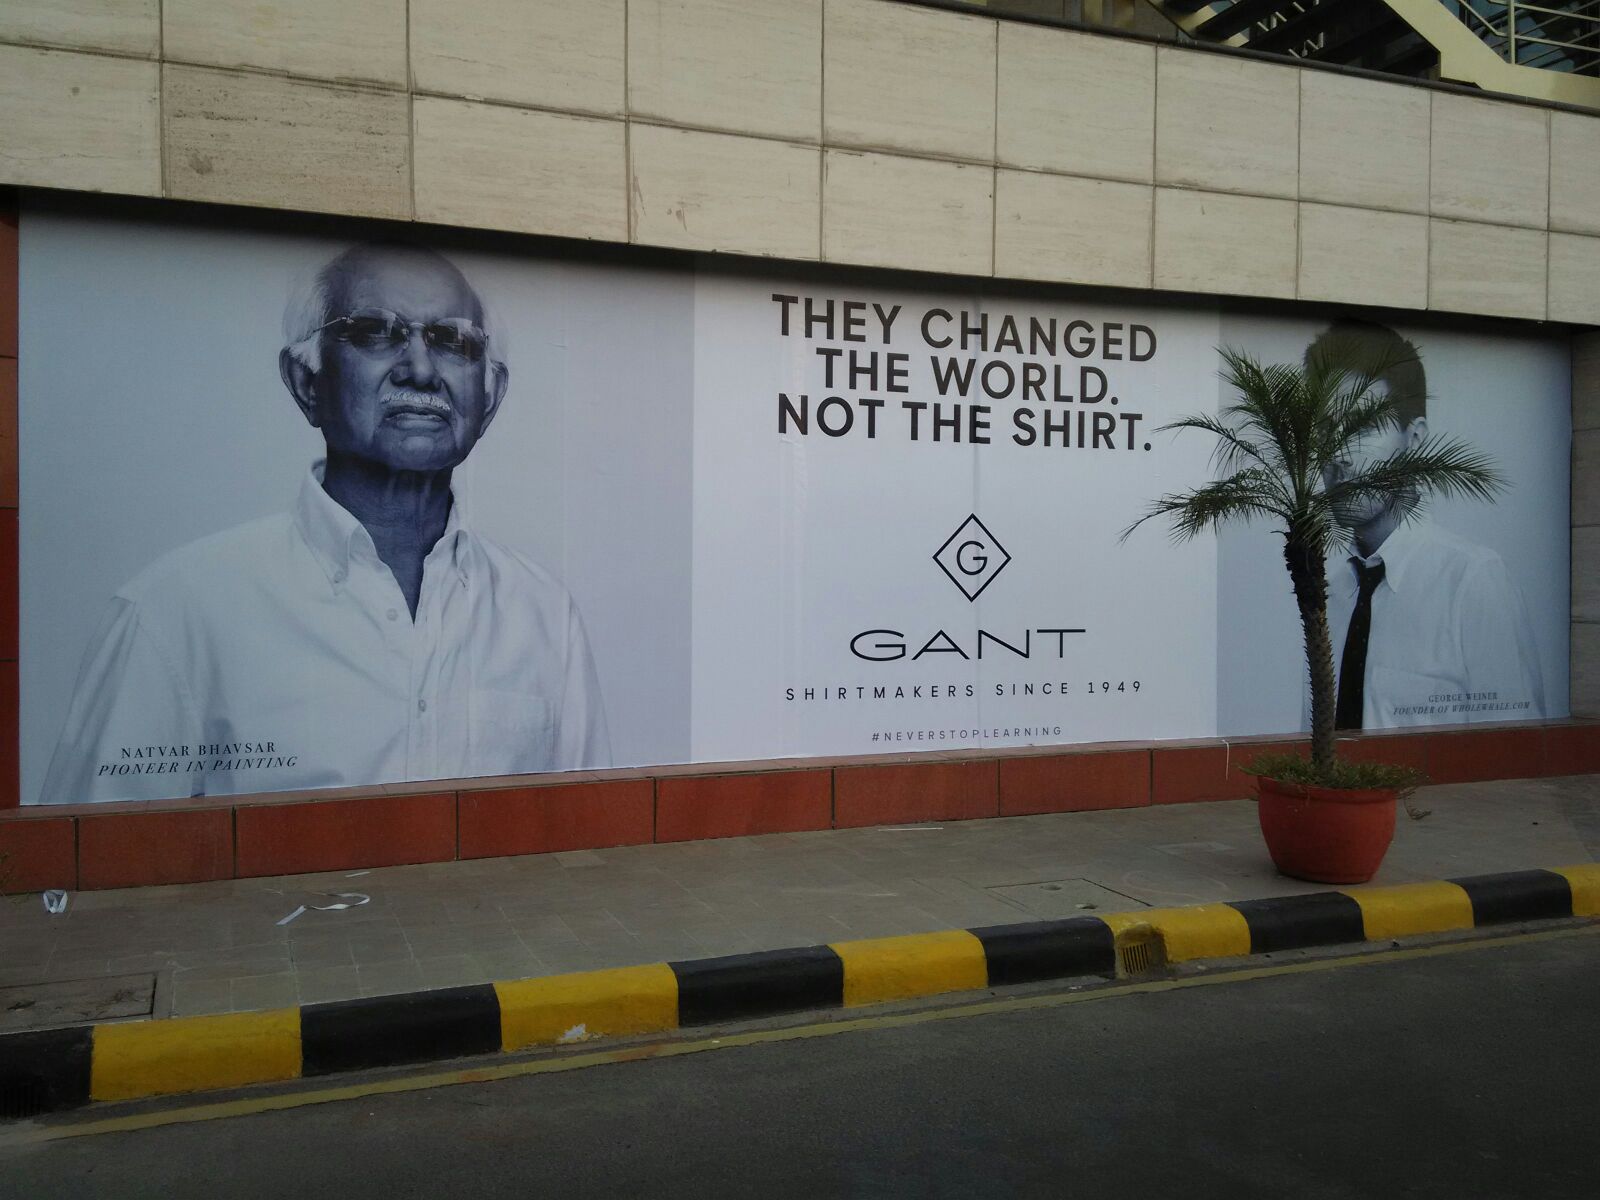 THEY CHANGED
THE WORLD.
NOT THE SHIRT.
G
GANT
SHIRTMAKERS SINCE 1949
#NEVERSTOPLEARNING
NATVAR BHAVSAR
PIONEER IN PAINTING
GEORGE WEINER
FOUNDER OF WHOLEWHALE.COM